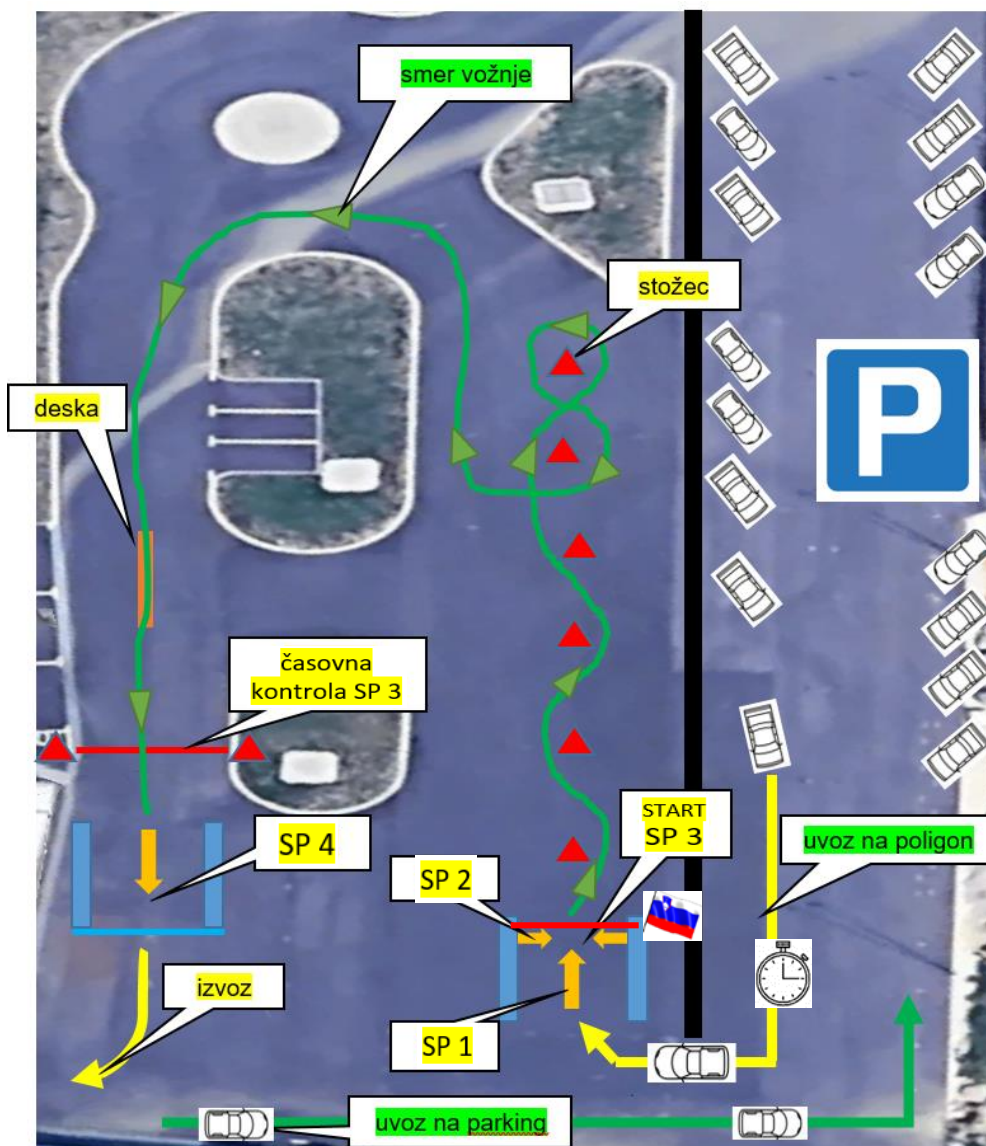 smer vožnje
stožec
P
deska
časovna
kontrola SP 3
START
SP 3
SP 4
SP 2
uvoz na poligon
izvoz
SP 1
uvoz na parking